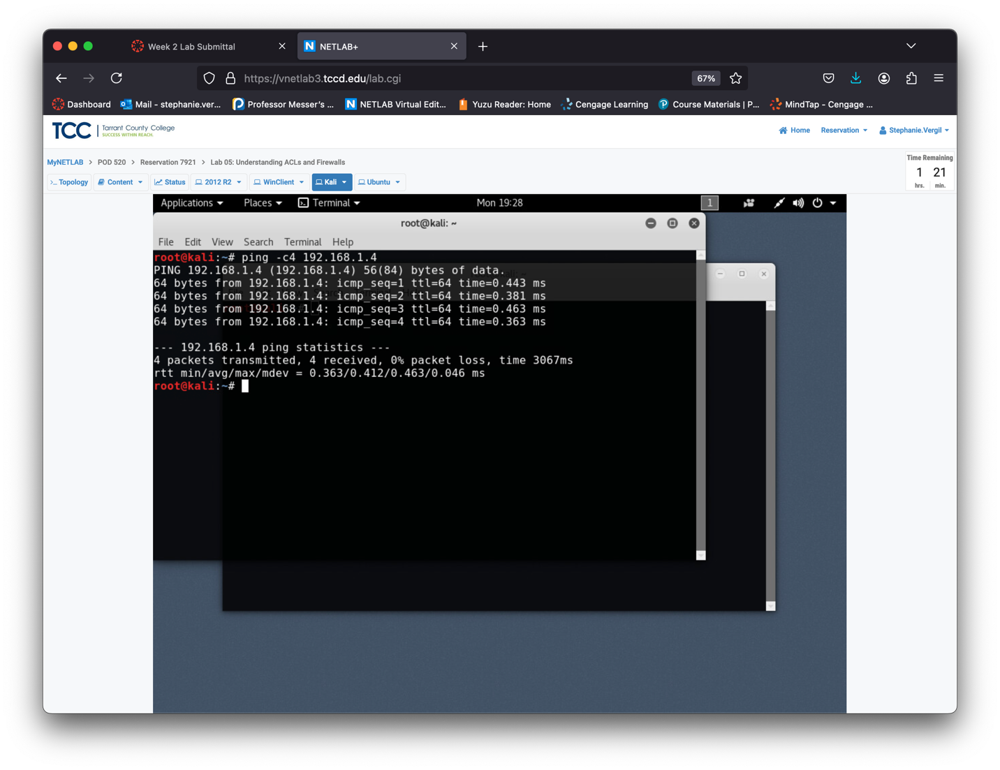 Week 2 Lab Submittal
NETLAB+
https://vnetlab3.tccd.edu/lab.cgi
67%
Dashboard
Mail - stephanie.ver...
Professor Messer's ...
NETLAB Virtual Edit...
Yuzu Reader: Home
Cengage Learning
Course Materials | P...
MindTap - Cengage ...
TCC
Tarrant County College
SUCCESS WITHIN REACH.
Home
Reservation
Stephanie.Vergil
MyNETLAB > POD 520 > Reservation 7921 > Lab 05: Understanding ACLs and Firewalls
Time Remaining
1 21
hrs. min.
>_ Topology
Content
Status
2012 R2
WinClient
Kali
Ubuntu
Applications
Places
Terminal
Mon 19:28
1
root@kali: ~
File Edit View Search Terminal Help
root@kali:~# ping -c4 192.168.1.4
PING 192.168.1.4 (192.168.1.4) 56(84) bytes of data.
64 bytes from 192.168.1.4: icmp_seq=1 ttl=64 time=0.443 ms
64 bytes from 192.168.1.4: icmp_seq=2 ttl=64 time=0.381 ms
64 bytes from 192.168.1.4: icmp_seq=3 ttl=64 time=0.463 ms
64 bytes from 192.168.1.4: icmp_seq=4 ttl=64 time=0.363 ms
--- 192.168.1.4 ping statistics ---
4 packets transmitted, 4 received, 0% packet loss, time 3067ms
rtt min/avg/max/mdev = 0.363/0.412/0.463/0.046 ms
root@kali:~#